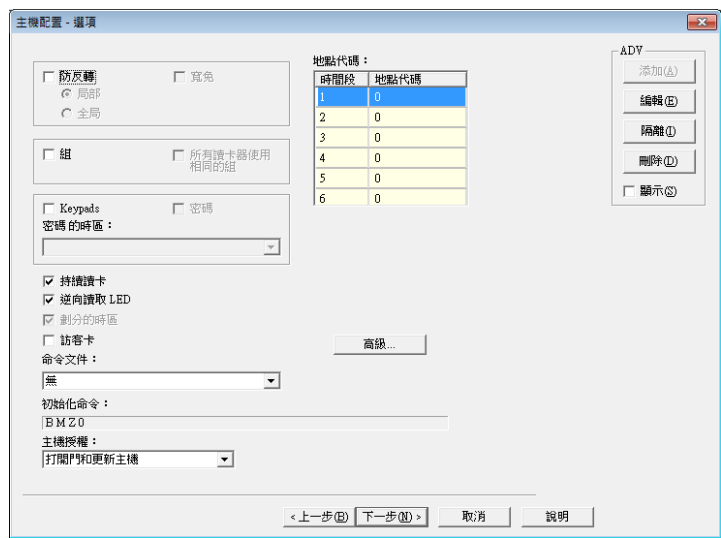 主機配置 - 選項
防反轉
寬免
局部
全局
組
所有讀卡器使用
相同的組
Keypads
密碼
密碼的時區：
持續讀卡
逆向讀取 LED
劃分的時區
訪客卡
命令文件：
無
初始化命令：
BMZ0
主機授權：
打開門和更新主機
地點代碼：
時間段 地點代碼
1 0
2 0
3 0
4 0
5 0
6 0
高級...
ADV
添加(A)
編輯(E)
隔離(I)
刪除(D)
顯示(S)
<上一步(B)
下一步(N)>
取消
說明